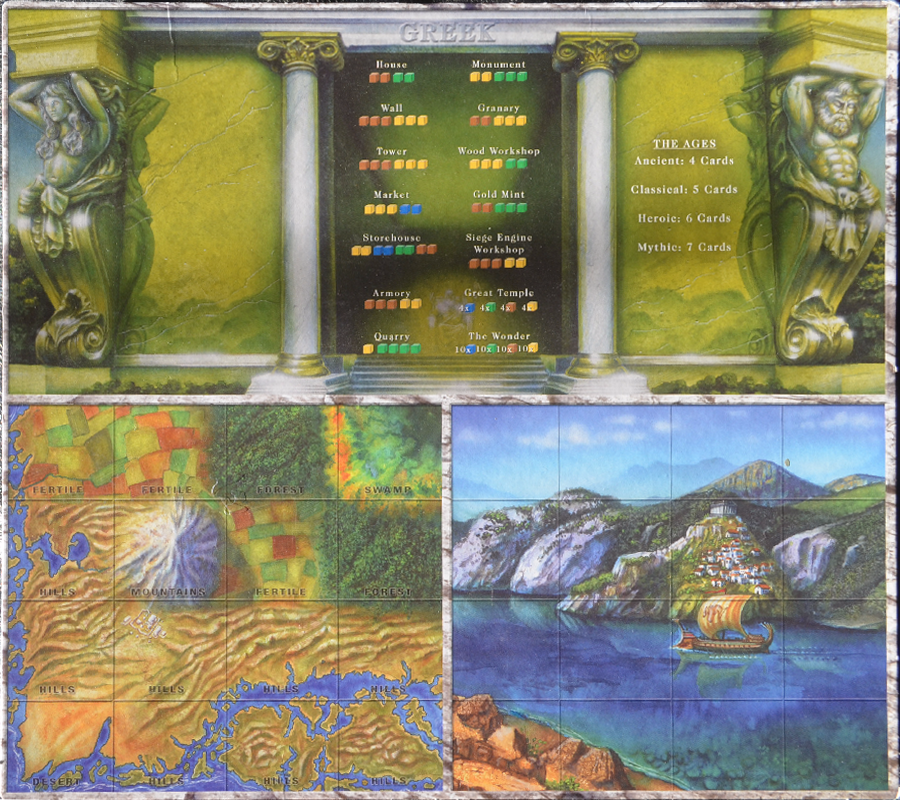 GREEK
House
Monument
Wall
Granary
Tower
Wood Workshop
Market
Gold Mint
Storehouse
Siege Engine
Workshop
Armory
Great Temple
4x 4x 4x 4x
Quarry
The Wonder
10x 10x 10x 10x
THE AGES
Ancient: 4 Cards
Classical: 5 Cards
Heroic: 6 Cards
Mythic: 7 Cards
FERTILE FERTILE FOREST SWAMP
HILLS MOUNTAINS FERTILE FOREST
HILLS HILLS HILLS HILLS
DESERT HILLS HILLS HILLS